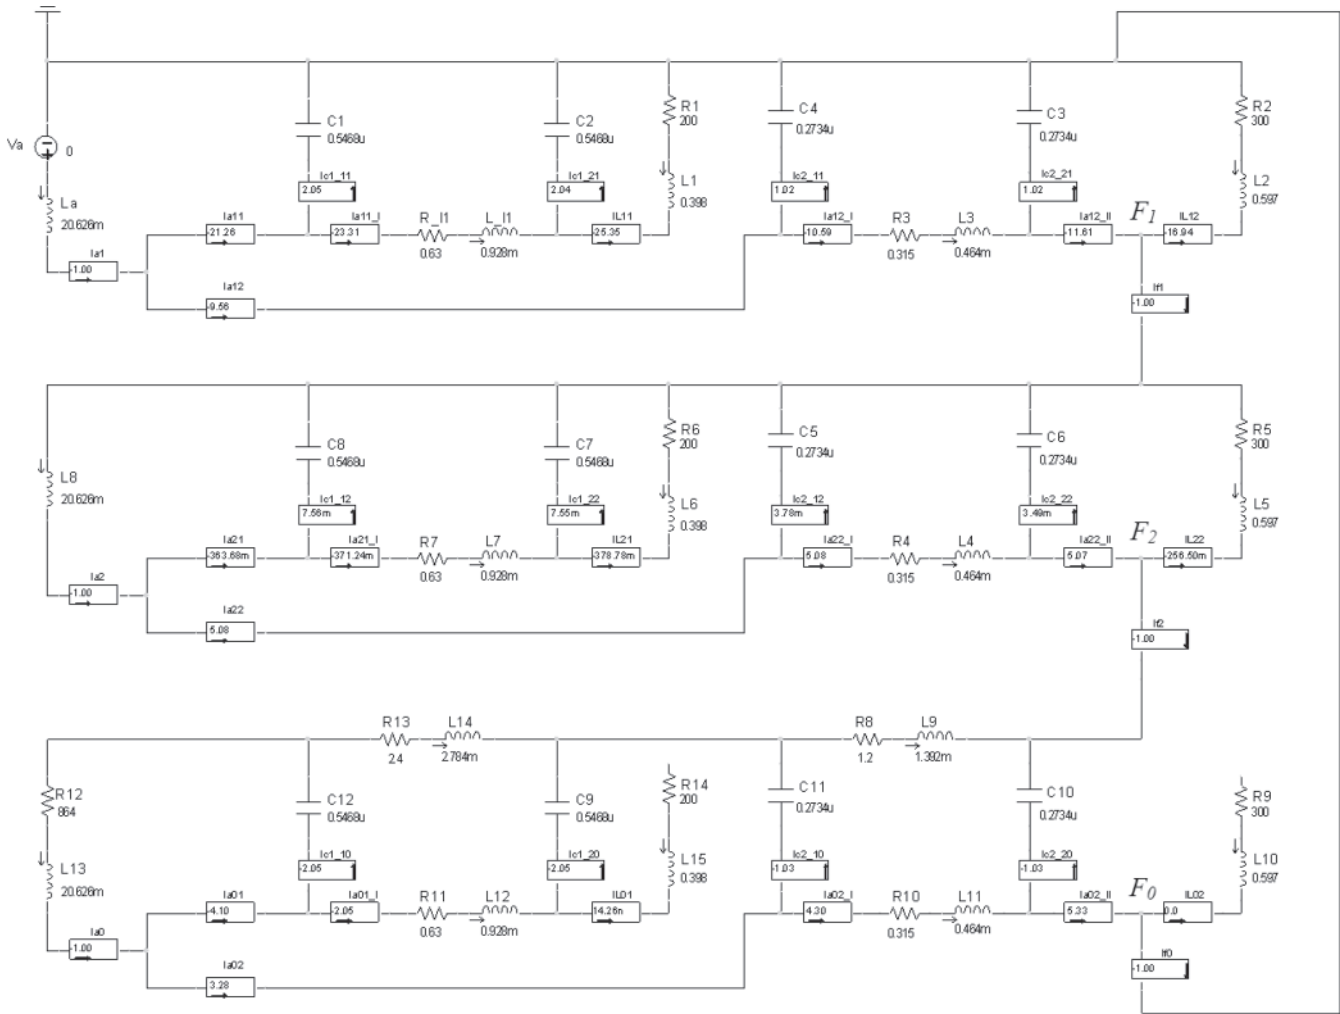 C1
0.5468u
C2
0.5468u
R1
200
C4
0.2734u
C3
0.2734u
R2
300
Va
0
Ic1_11
2.05
Ic1_21
2.04
L1
0.398
Ic2_11
1.02
Ic2_21
1.02
L2
0.597
La
20.626m
Ia11
-21.26
Ia11_I
-23.31
R_l1
0.63
L_l1
0.928m
IL11
-25.35
Ia12_I
-10.59
R3
0.315
L3
0.464m
Ia12_II
-11.61
F1
IL12
-16.94
Ia1
-1.00
Ia12
-9.56
If1
-1.00
C8
0.5468u
C7
0.5468u
R6
200
C5
0.2734u
C6
0.2734u
R5
300
L8
20.626m
Ic1_12
7.56m
Ic1_22
7.55m
L6
0.398
Ic2_12
3.78m
Ic2_22
3.49m
L5
0.597
Ia21
-363.68m
Ia21_I
371.24m
R7
0.63
L7
0.928m
IL21
-378.78m
Ia22_I
5.08
R4
0.315
L4
0.464m
Ia22_II
5.07
F2
IL22
-256.50m
Ia2
-1.00
Ia22
5.08
If2
-1.00
R13
2.4
L14
2.784m
R8
1.2
L9
1.392m
R12
864
C12
0.5468u
C9
0.5468u
R14
200
C11
0.2734u
C10
0.2734u
R9
300
L13
20.626m
Ic1_10
-2.05
Ic1_20
-2.05
L15
0.398
Ic2_10
-1.03
Ic2_20
-1.03
L10
0.597
Ia01
-4.10
Ia01_I
-2.05
R11
0.63
L12
0.928m
IL01
14.26n
Ia02_I
4.30
R10
0.315
L11
0.464m
Ia02_II
5.33
F0
IL02
0.0
Ia0
-1.00
Ia02
3.28
If0
-1.00